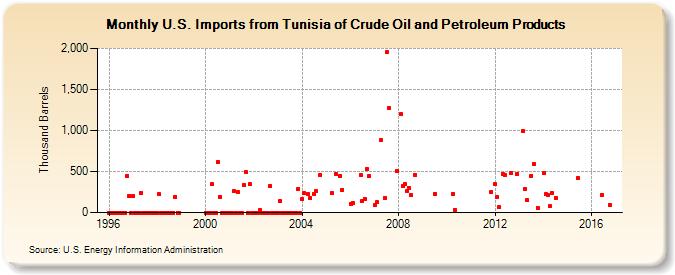 Monthly U.S. Imports from Tunisia of Crude Oil and Petroleum Products
Thousand Barrels
2,000
1,500
1,000
500
0
1996 2000 2004 2008 2012 2016
Source: U.S. Energy Information Administration